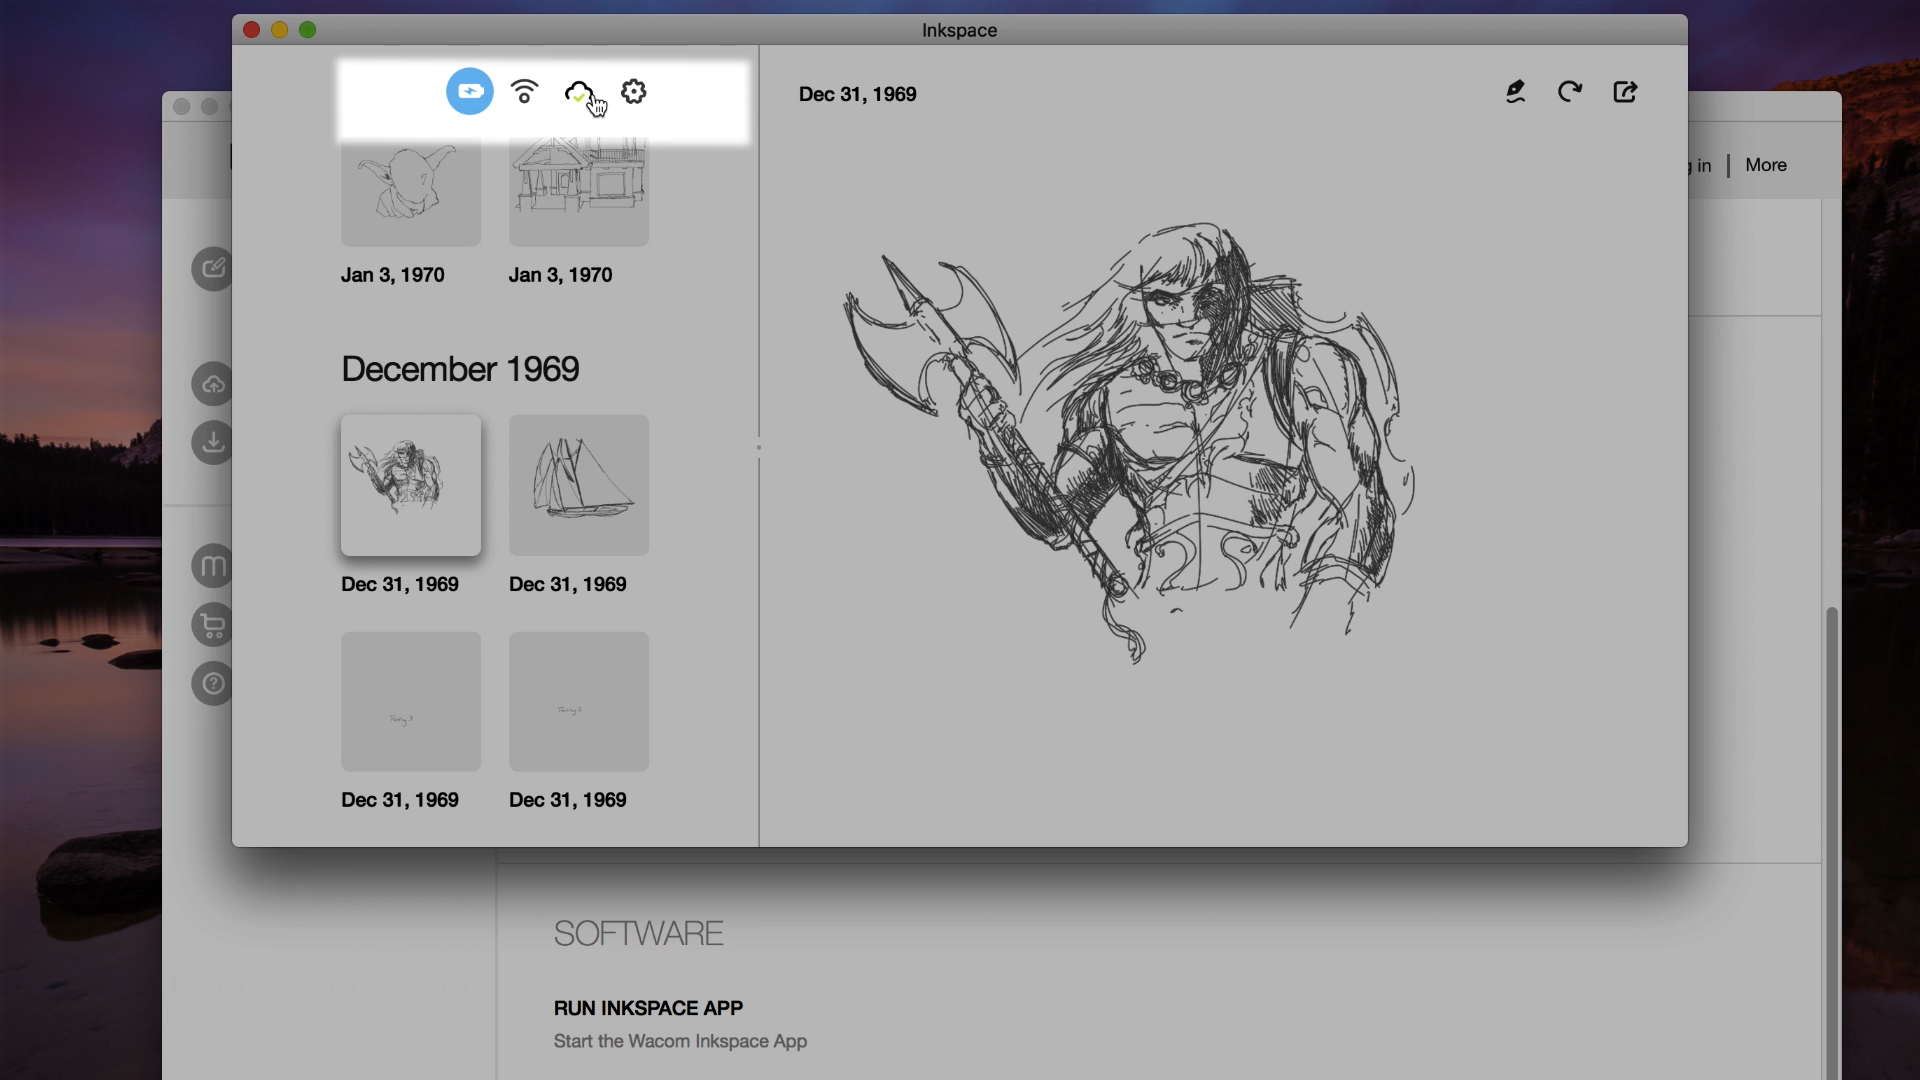 Inkspace
Dec 31, 1969
in
More
Jan 3, 1970
Jan 3, 1970
December 1969
Dec 31, 1969
Dec 31, 1969
Dec 31, 1969
Dec 31, 1969
SOFTWARE
RUN INKSPACE APP
Start the Wacom Inkspace App